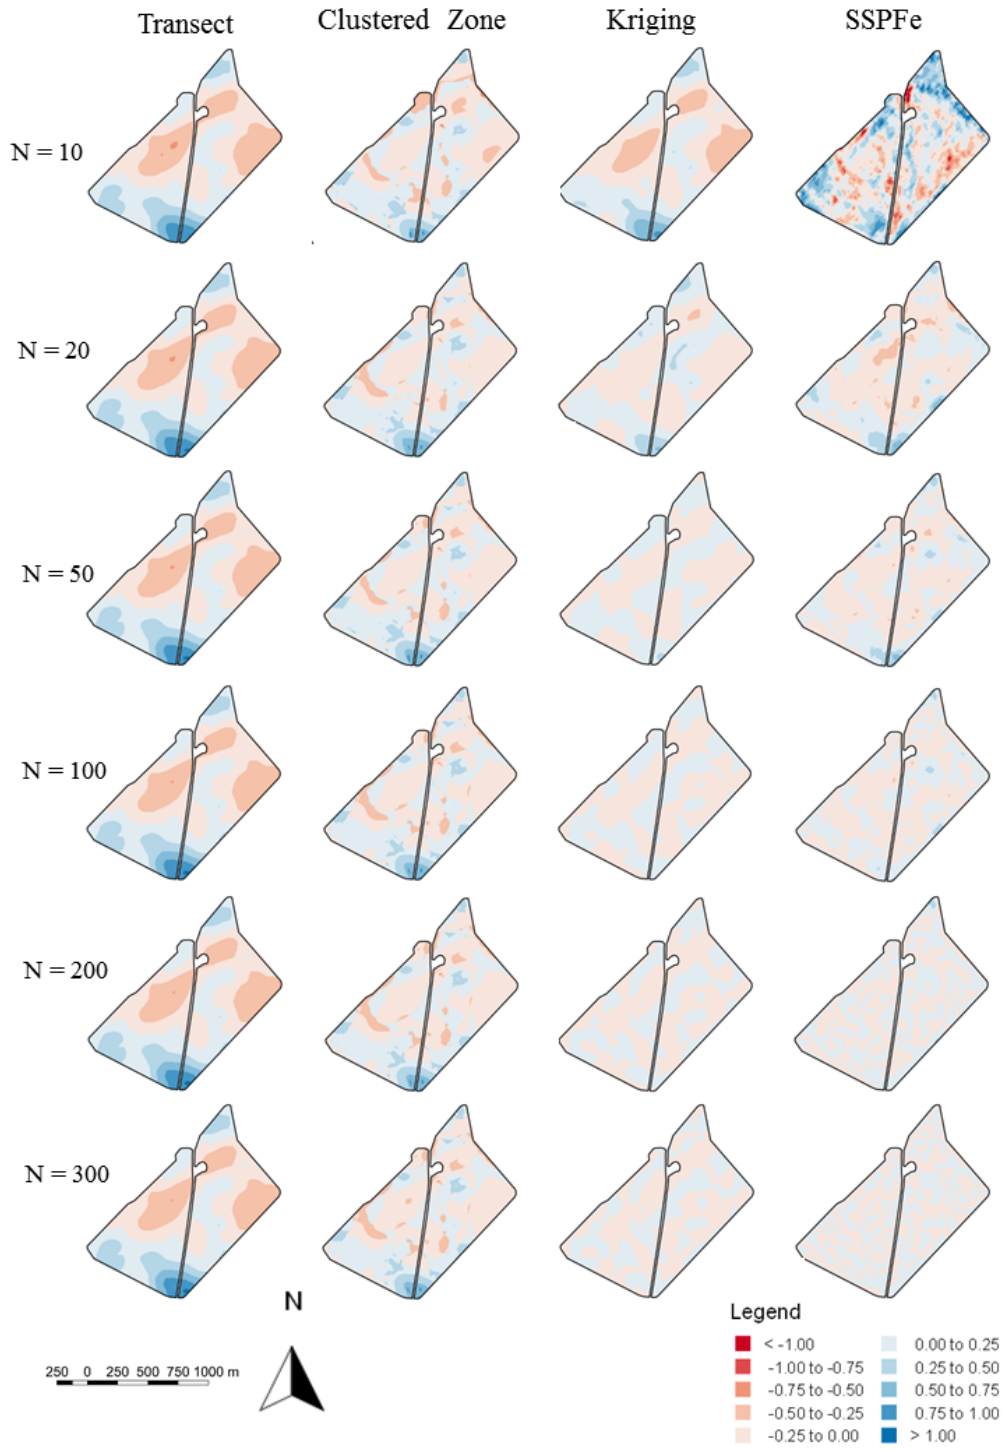 Transect Clustered Zone Kriging SSPFe
N = 10
N = 20
N = 50
N = 100
N = 200
N = 300
N
250 0 250 500 750 1000 m
Legend
< -1.00 0.00 to 0.25
-1.00 to -0.75 0.25 to 0.50
-0.75 to -0.50 0.50 to 0.75
-0.50 to -0.25 0.75 to 1.00
-0.25 to 0.00 > 1.00